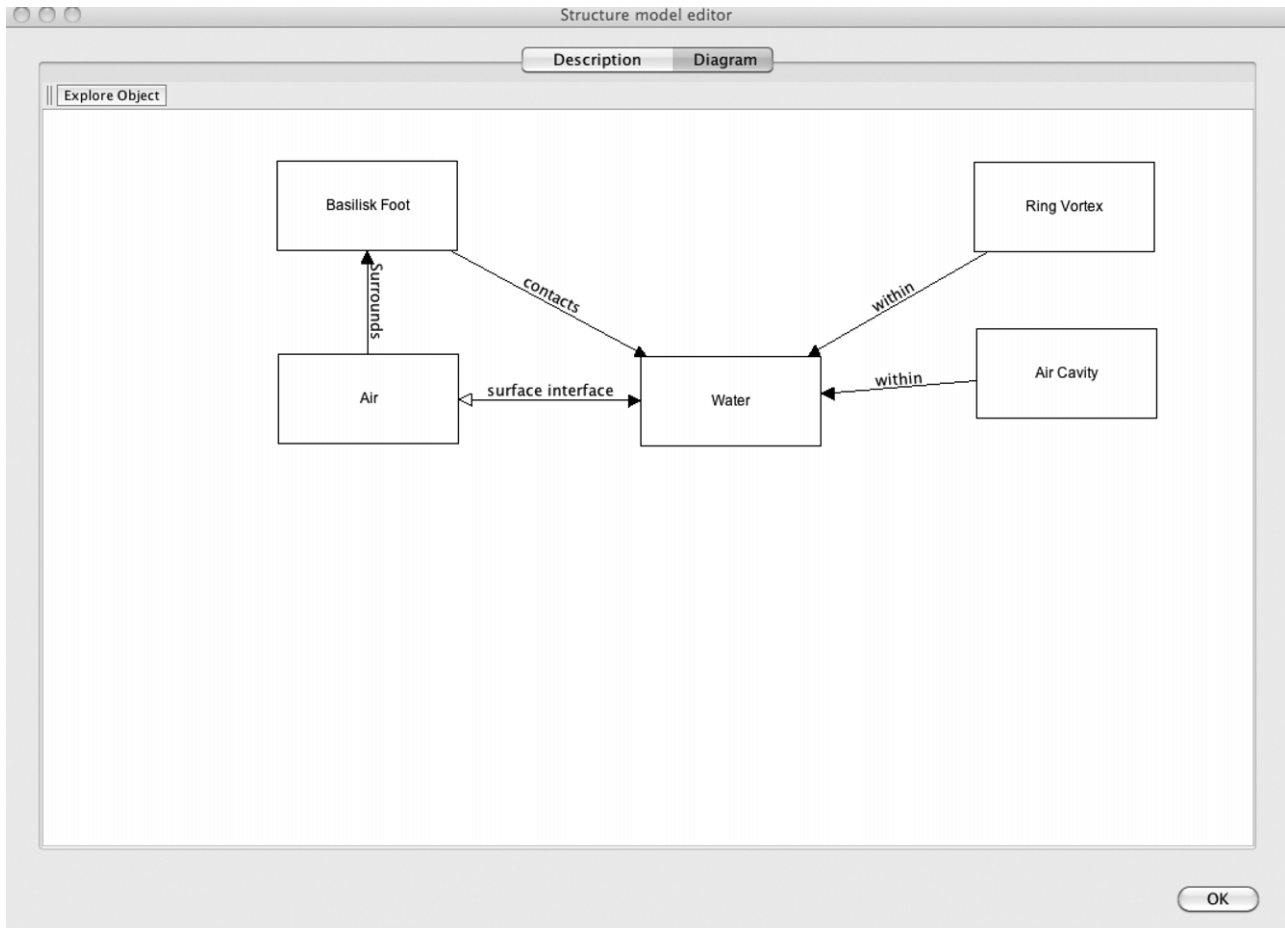 Structure model editor
Description
Diagram
Explore Object
Basilisk Foot
Ring Vortex
Surrounds
contacts
within
Air
surface interface
Water
within
Air Cavity
OK